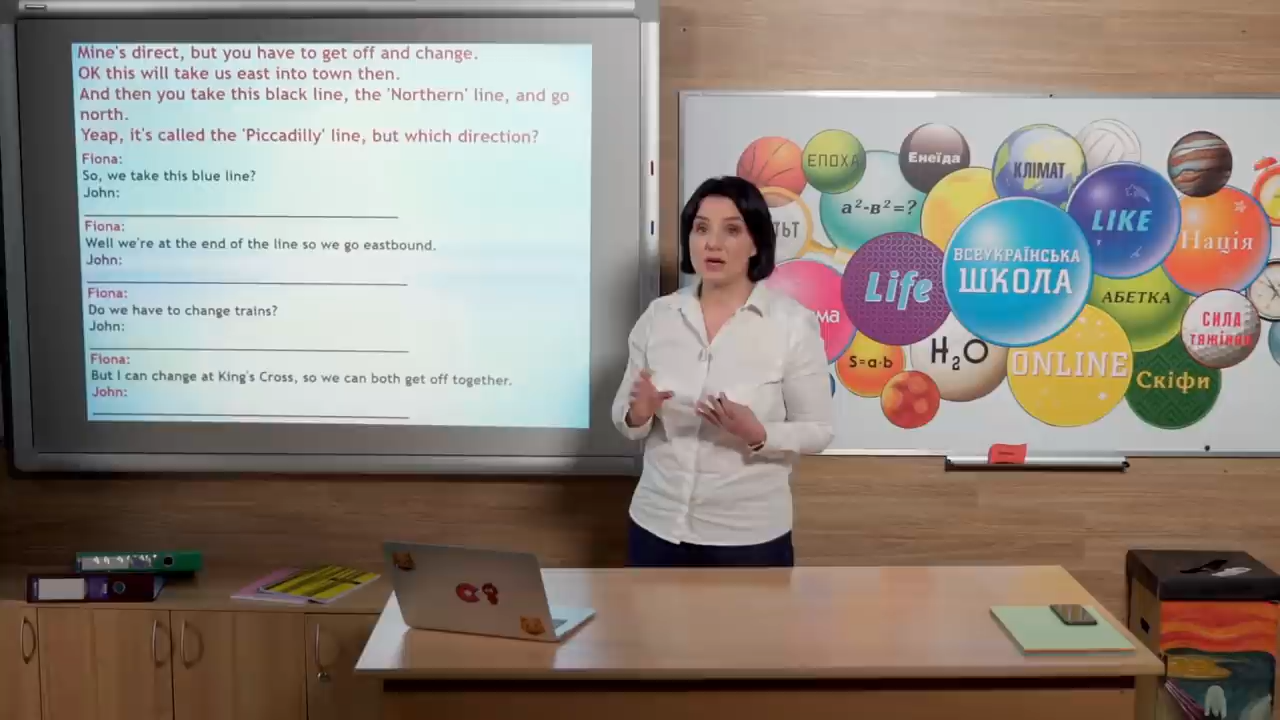 Mine's direct, but you have to get off and change.
OK this will take us east into town then.
And then you take this black line, the 'Northern' line, and go
north.
Yeap, it's called the 'Piccadilly' line, but which direction?
Fiona:
So, we take this blue line?
John:
Fiona:
Well we're at the end of the line so we go eastbound.
John:
Fiona:
Do we have to change trains?
John:
Fiona:
But I can change at King's Cross, so we can both get off together.
John:
ЕПОХА
Енеїда
КЛІМАТ
a²-в²=?
LIKE
Нація
ВСЕУКРАЇНСЬКА
ШКОЛА
Life
АБЕТКА
СИЛА
тяжіння
S=a·b
H₂O
ONLINE
Скіфи